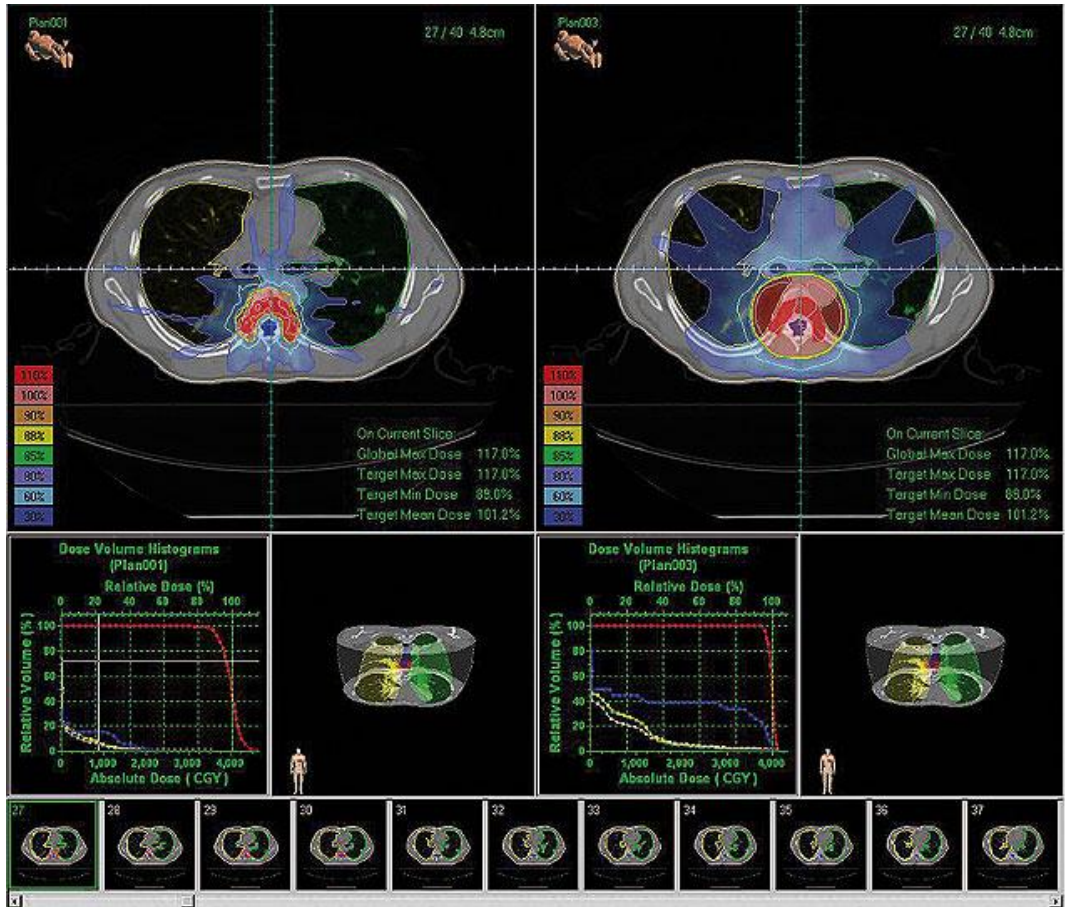 Plan001
27 / 40 4.8cm
110%
100%
90%
88%
85%
80%
60%
30%
On Current Slice:
Global Max Dose 117.0%
Target Max Dose 117.0%
Target Min Dose 89.0%
Target Mean Dose 101.2%
Plan003
27 / 40 4.8cm
110%
100%
90%
88%
85%
80%
60%
30%
On Current Slice:
Global Max Dose 117.0%
Target Max Dose 117.0%
Target Min Dose 89.0%
Target Mean Dose 101.2%
Dose Volume Histograms
(Plan001)
Relative Dose (%)
0 20 40 60 80 100
Relative Volume (%)
100
80
60
40
20
0
0 1,000 2,000 3,000 4,000
Absolute Dose ( CGY )
Dose Volume Histograms
(Plan003)
Relative Dose (%)
0 20 40 60 80 100
Relative Volume (%)
100
80
60
40
20
0
0 1,000 2,000 3,000 4,000
Absolute Dose ( CGY )
27 28 29 30 31 32 33 34 35 36 37